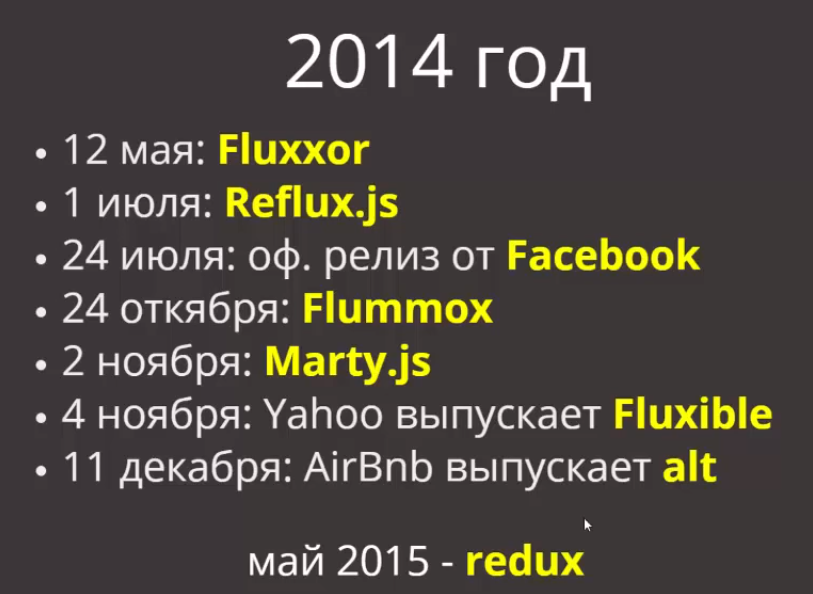 2014 год
• 12 мая: Fluxxor
• 1 июля: Reflux.js
• 24 июля: оф. релиз от Facebook
• 24 откября: Flummox
• 2 ноября: Marty.js
• 4 ноября: Yahoo выпускает Fluxible
• 11 декабря: AirBnb выпускает alt
май 2015 - redux